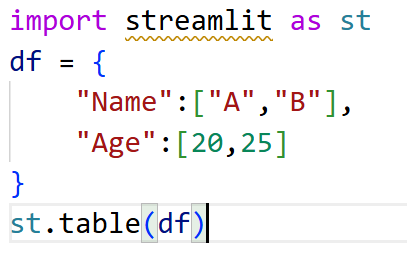 import streamlit as st
df = {
    "Name":["A","B"],
    "Age":[20,25]
}
st.table(df)